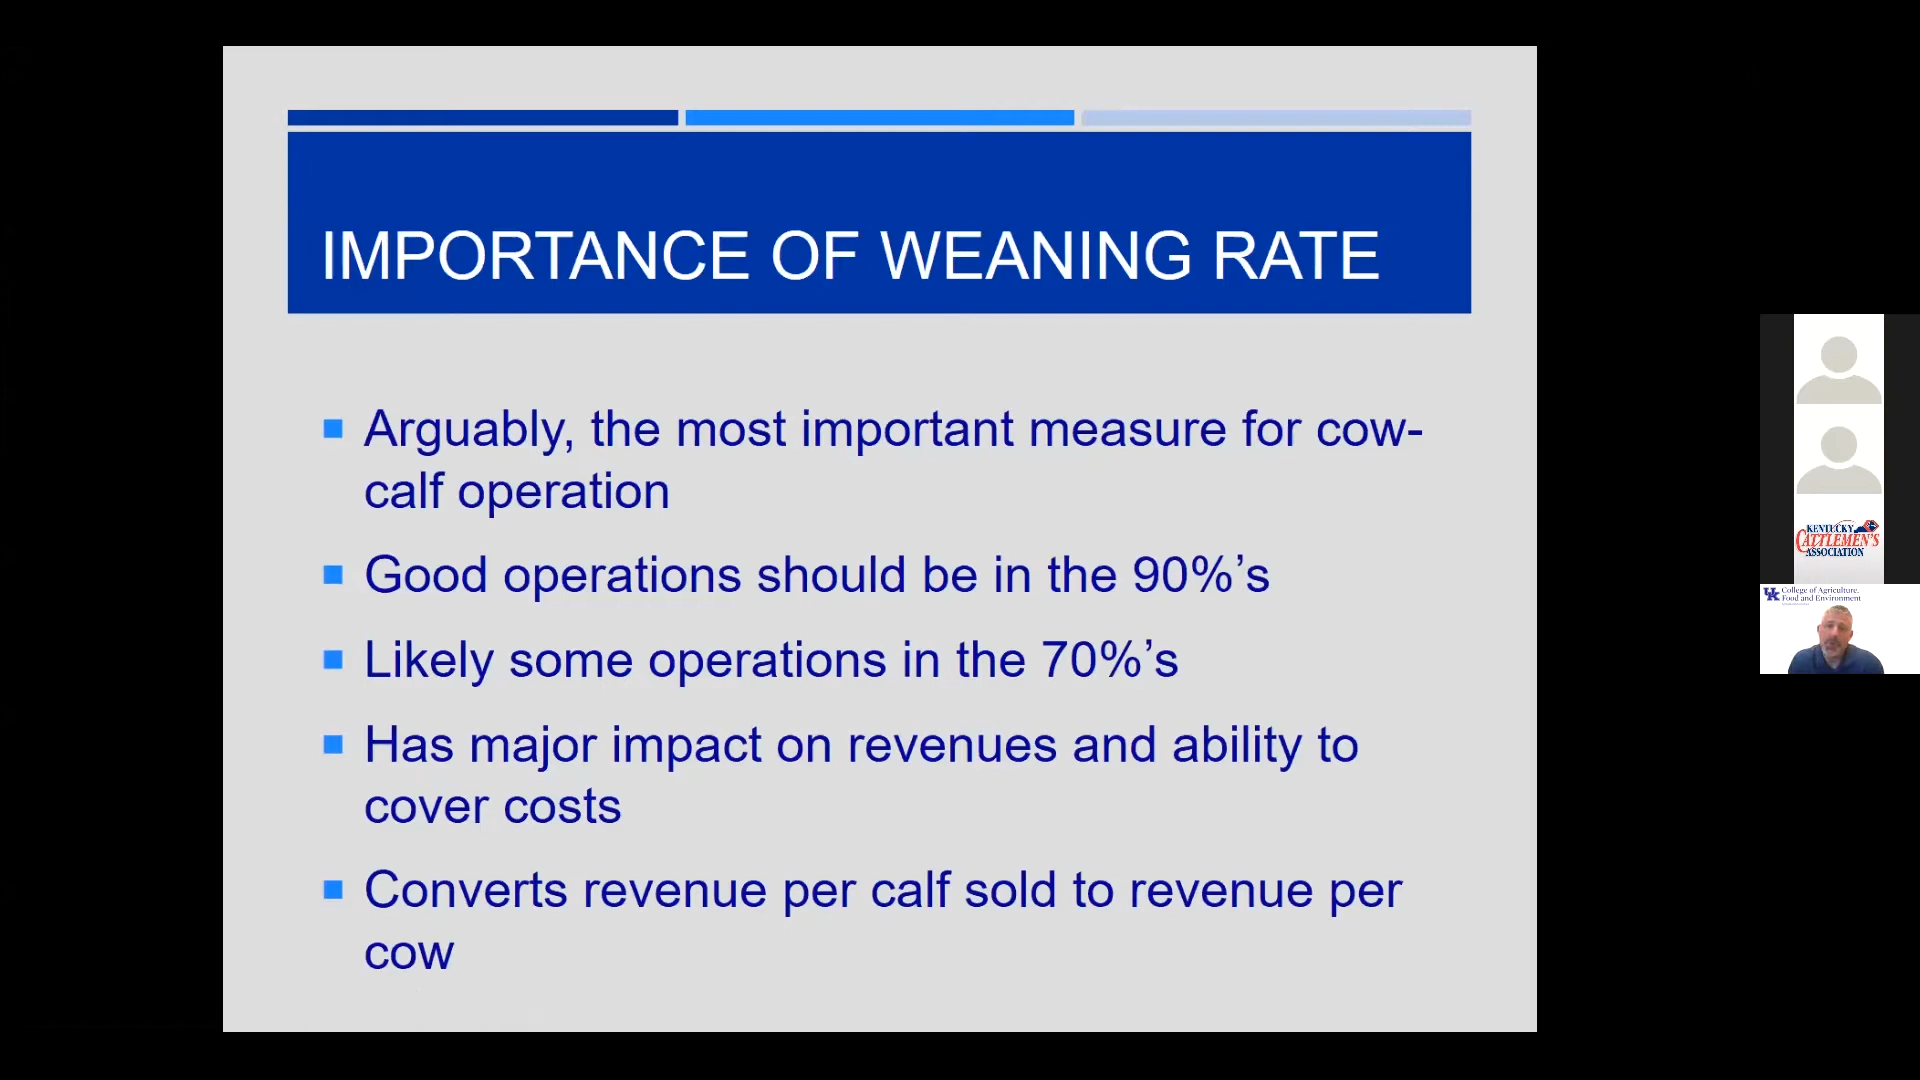 IMPORTANCE OF WEANING RATE
Arguably, the most important measure for cow-
calf operation
Good operations should be in the 90%’s
Likely some operations in the 70%’s
Has major impact on revenues and ability to
cover costs
Converts revenue per calf sold to revenue per
cow
KENTUCKY
CATTLEMEN'S
ASSOCIATION
UK College of Agriculture,
Food and Environment